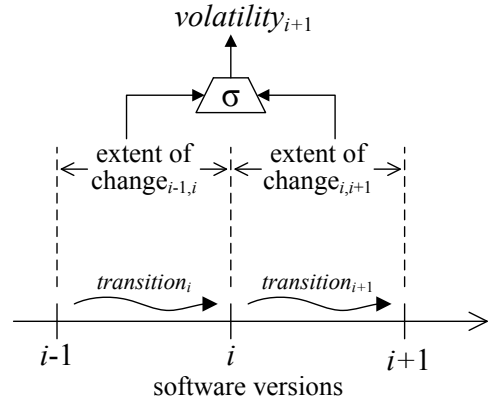 volatility_{i+1}
σ
extent of
change_{i-1,i}
extent of
change_{i,i+1}
transition_i
transition_{i+1}
i-1
i
i+1
software versions